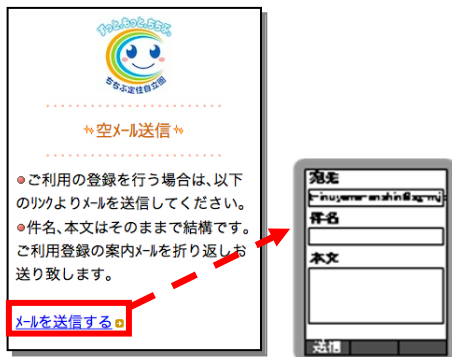 ずっと、もっと、ちちぶ。
ちちぶ定住自立圏
空メール送信
●ご利用の登録を行う場合は、以下
のリンクよりメールを送信してください。
●件名、本文はそのままで結構です。
ご利用登録の案内メールを折り返しお
送り致します。
メールを送信する
宛先
件名
本文
送信